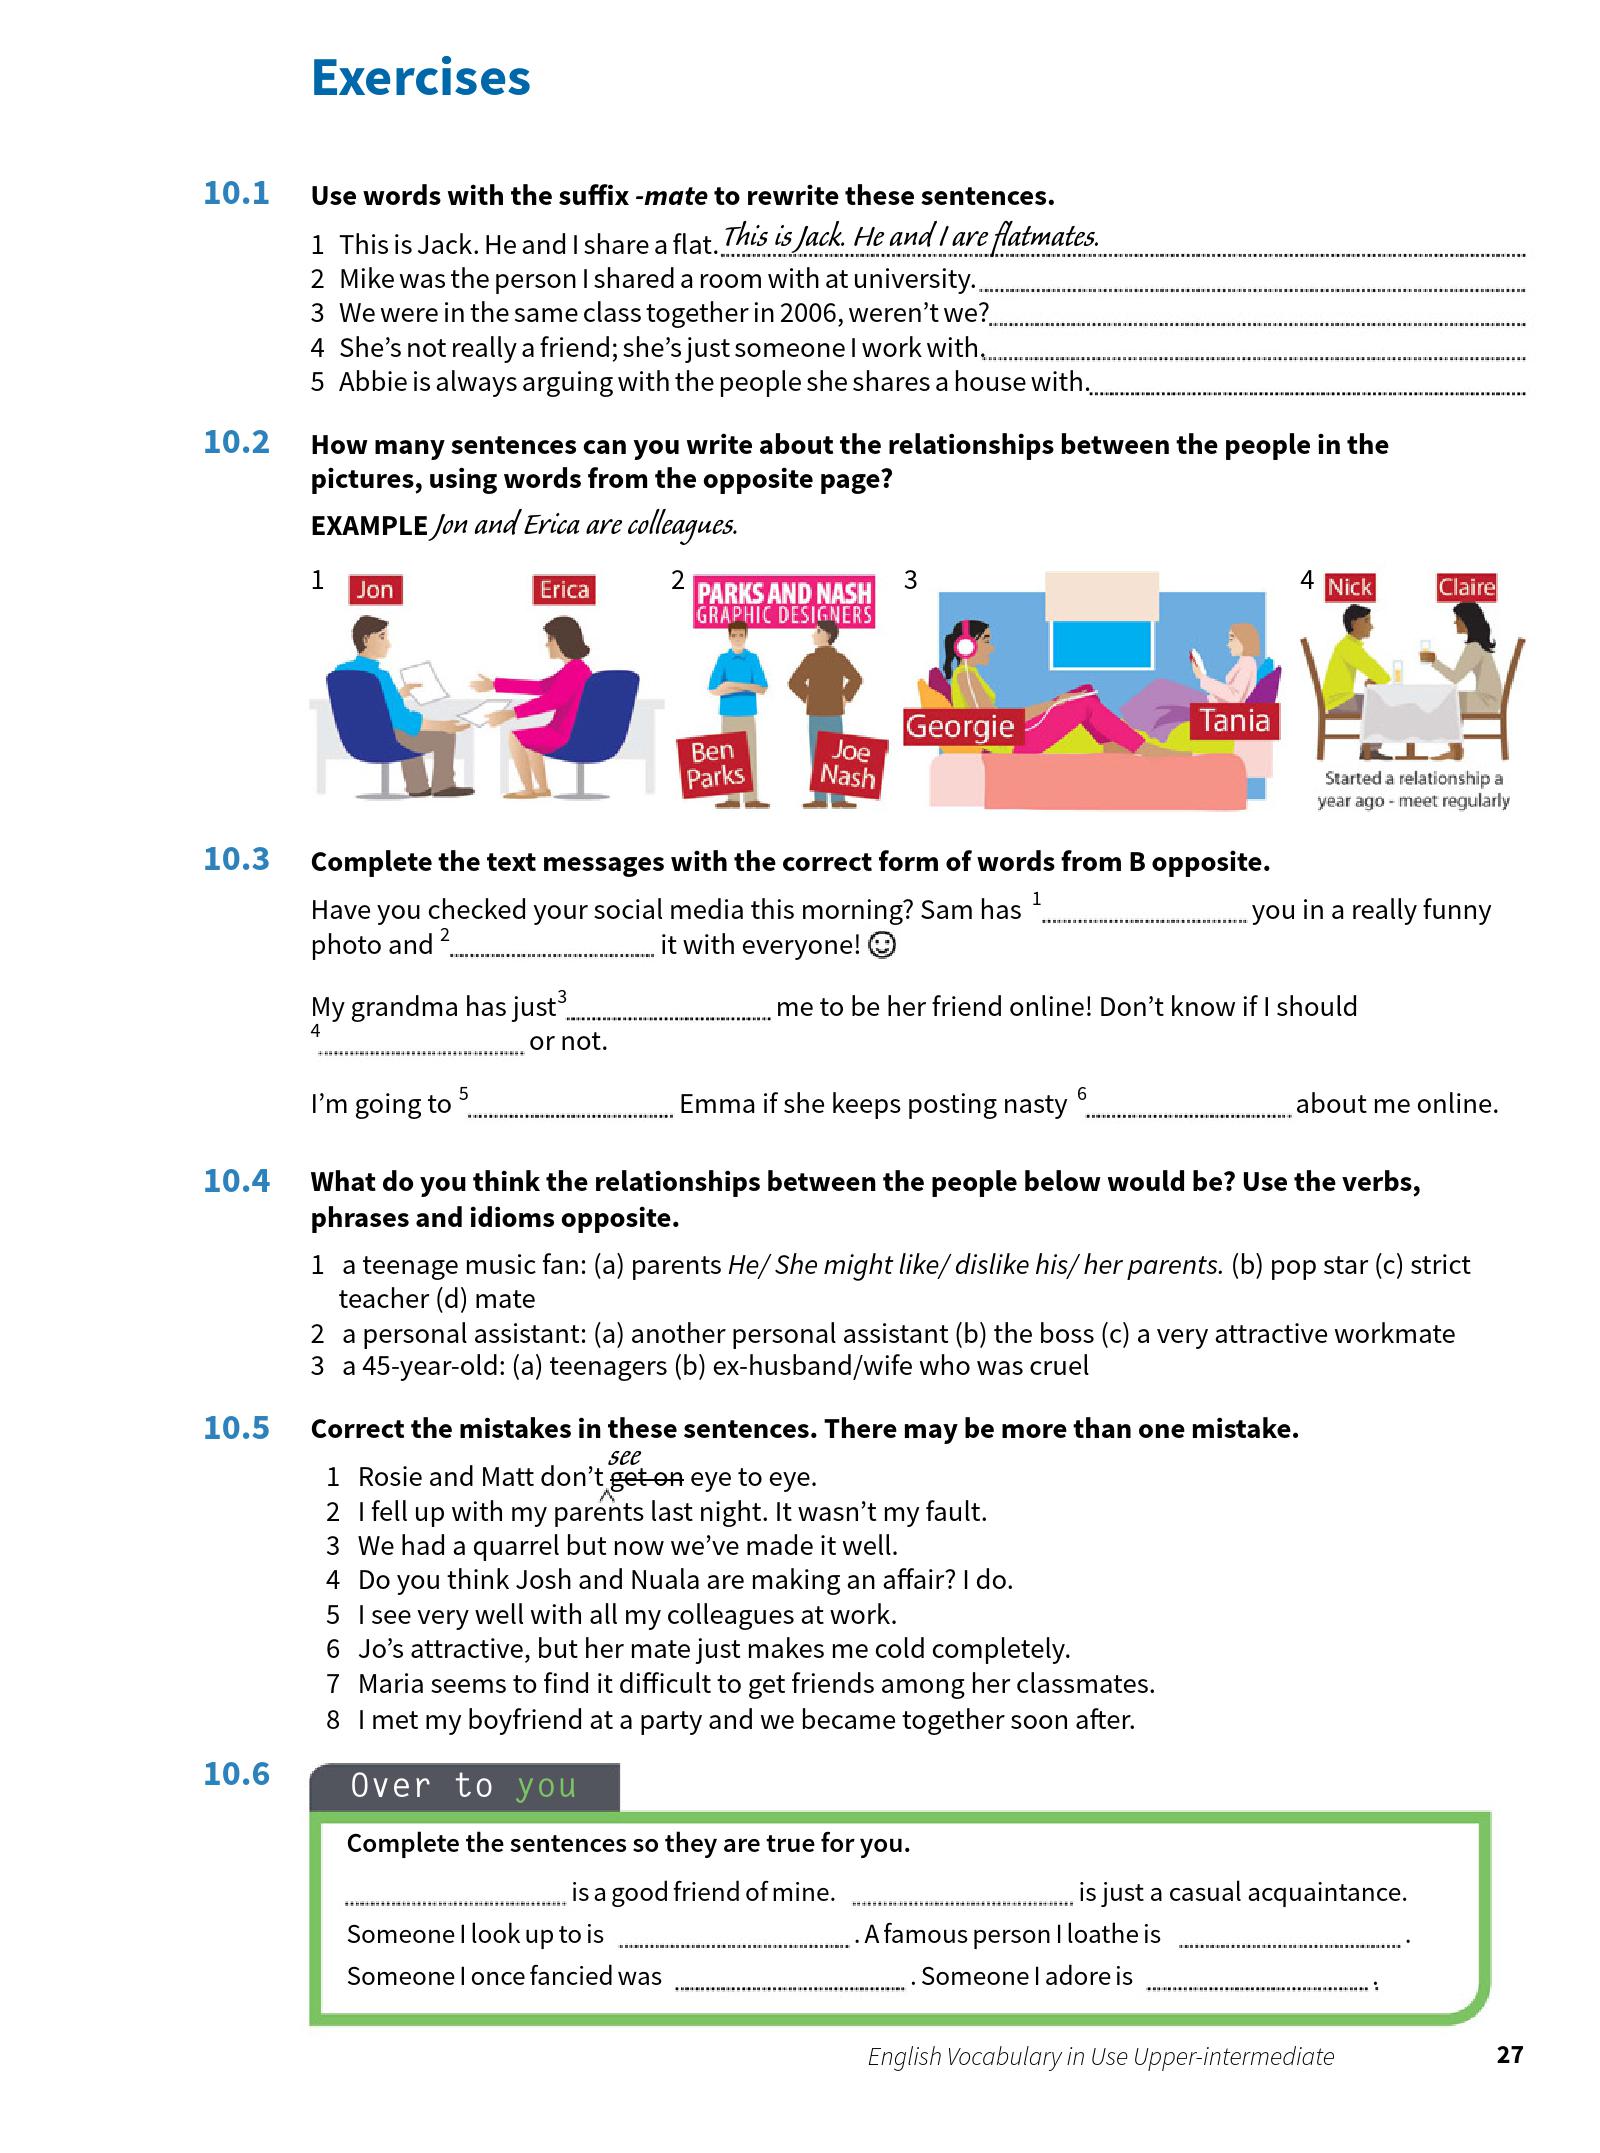 Exercises
10.1 Use words with the suffix -mate to rewrite these sentences.
1 This is Jack. He and I share a flat. This is Jack. He and I are flatmates.
2 Mike was the person I shared a room with at university.
3 We were in the same class together in 2006, weren't we?
4 She's not really a friend; she's just someone I work with.
5 Abbie is always arguing with the people she shares a house with.
10.2 How many sentences can you write about the relationships between the people in the
pictures, using words from the opposite page?
EXAMPLE Jon and Erica are colleagues.
1 Jon Erica
2 PARKS AND NASH
GRAPHIC DESIGNERS
Ben
Parks
Joe
Nash
3
Georgie Tania
4 Nick Claire
Started a relationship a
year ago - meet regularly
10.3 Complete the text messages with the correct form of words from B opposite.
Have you checked your social media this morning? Sam has 1 you in a really funny
photo and 2 it with everyone! ☺
My grandma has just 3 me to be her friend online! Don't know if I should
4 or not.
I'm going to 5 Emma if she keeps posting nasty 6 about me online.
10.4 What do you think the relationships between the people below would be? Use the verbs,
phrases and idioms opposite.
1 a teenage music fan: (a) parents He/ She might like/ dislike his/ her parents. (b) pop star (c) strict
teacher (d) mate
2 a personal assistant: (a) another personal assistant (b) the boss (c) a very attractive workmate
3 a 45-year-old: (a) teenagers (b) ex-husband/wife who was cruel
10.5 Correct the mistakes in these sentences. There may be more than one mistake.
see
1 Rosie and Matt don't get on eye to eye.
2 I fell up with my parents last night. It wasn't my fault.
3 We had a quarrel but now we've made it well.
4 Do you think Josh and Nuala are making an affair? I do.
5 I see very well with all my colleagues at work.
6 Jo's attractive, but her mate just makes me cold completely.
7 Maria seems to find it difficult to get friends among her classmates.
8 I met my boyfriend at a party and we became together soon after.
10.6 Over to you
Complete the sentences so they are true for you.
is a good friend of mine. is just a casual acquaintance.
Someone I look up to is . A famous person I loathe is .
Someone I once fancied was . Someone I adore is .
English Vocabulary in Use Upper-intermediate 27